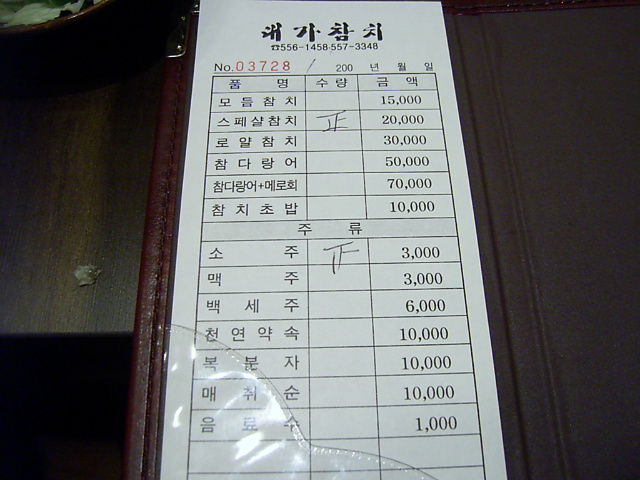 대가참치
☎556-1458·557-3348
No.03728 / 200 년 월 일
품 명 수량 금 액
모듬참치 15,000
스페샬참치 正 20,000
로얄참치 30,000
참다랑어 50,000
참다랑어+메로회 70,000
참치초밥 10,000
주 류
소 주 3,000
맥 주 3,000
백 세 주 6,000
천연약속 10,000
복 분 자 10,000
매 취 순 10,000
음 료 수 1,000